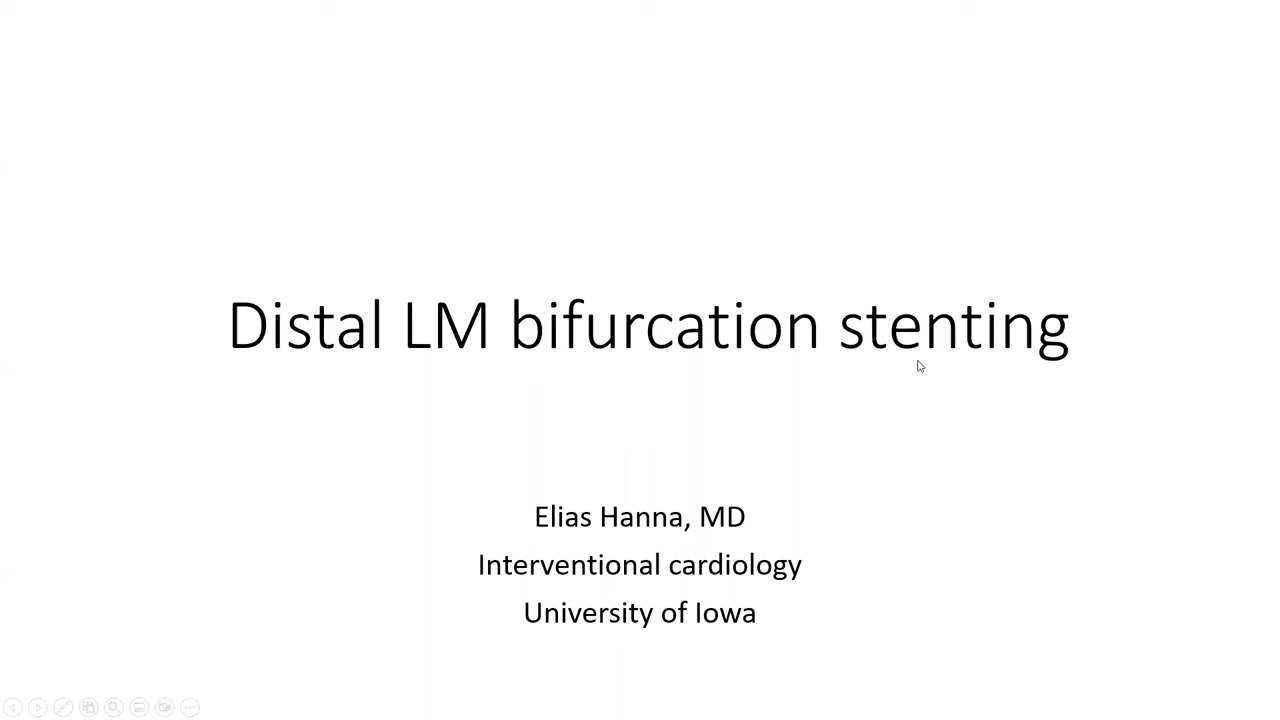 Distal LM bifurcation stenting
Elias Hanna, MD
Interventional cardiology
University of Iowa